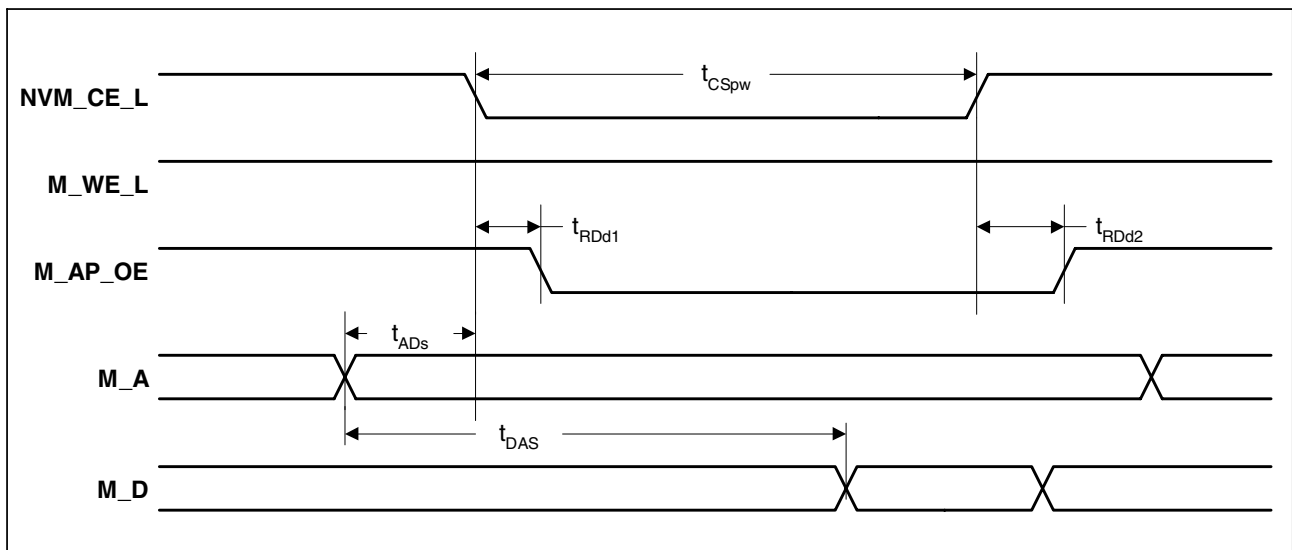 NVM_CE_L
t_CSpw
M_WE_L
t_RDd1
t_RDd2
M_AP_OE
t_ADs
M_A
t_DAS
M_D